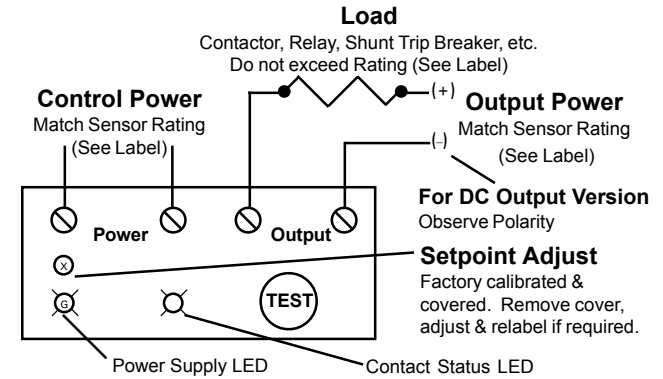 Load
Contactor, Relay, Shunt Trip Breaker, etc.
Do not exceed Rating (See Label)
Control Power
Match Sensor Rating
(See Label)
(+)
Output Power
Match Sensor Rating
(See Label)
(–)
For DC Output Version
Observe Polarity
Power
Output
Setpoint Adjust
Factory calibrated &
covered. Remove cover,
adjust & relabel if required.
X
G
TEST
Power Supply LED
Contact Status LED